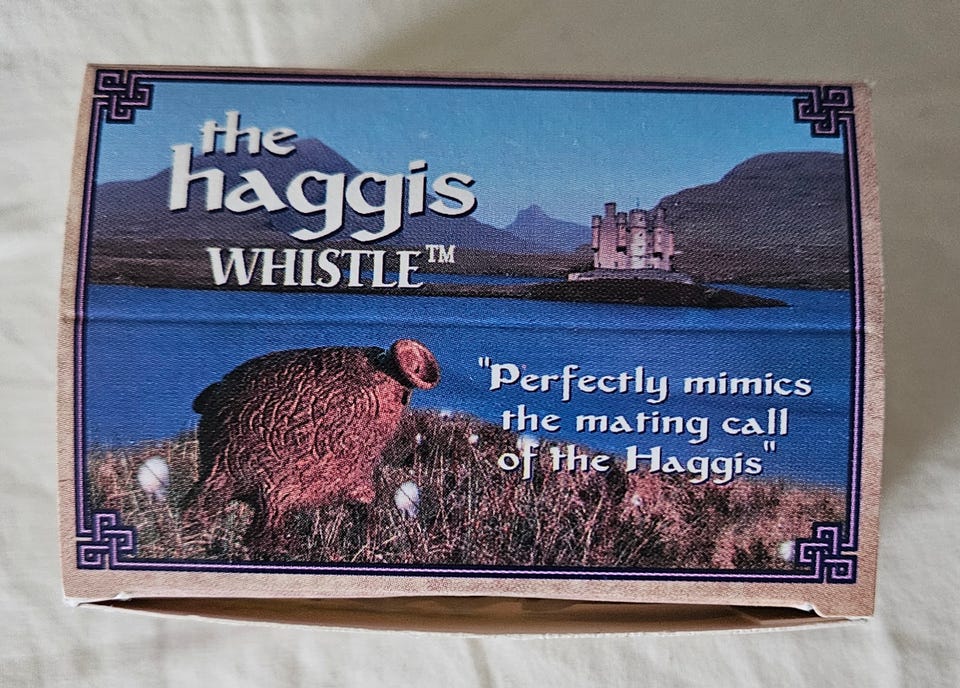 the
haggis
WHISTLE™
"Perfectly mimics
the mating call
of the Haggis"